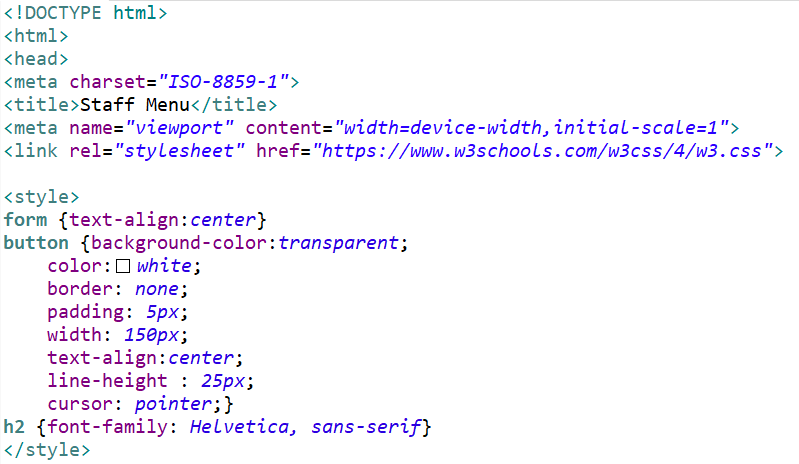 <!DOCTYPE html>
<html>
<head>
<meta charset="ISO-8859-1">
<title>Staff Menu</title>
<meta name="viewport" content="width=device-width,initial-scale=1">
<link rel="stylesheet" href="https://www.w3schools.com/w3css/4/w3.css">
<style>
form {text-align:center}
button {background-color:transparent;
color:white;
border: none;
padding: 5px;
width: 150px;
text-align:center;
line-height : 25px;
cursor: pointer;}
h2 {font-family: Helvetica, sans-serif}
</style>